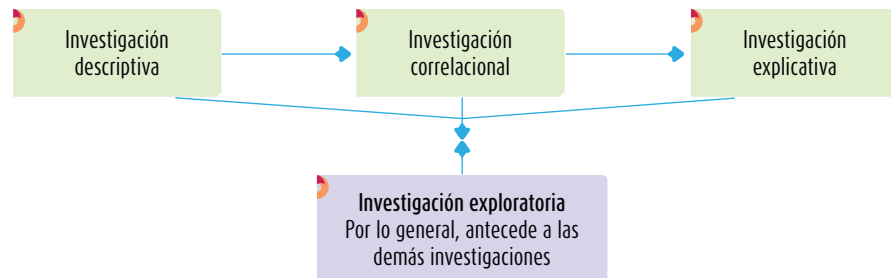 Investigación
descriptiva
Investigación
correlacional
Investigación
explicativa
Investigación exploratoria
Por lo general, antecede a las
demás investigaciones